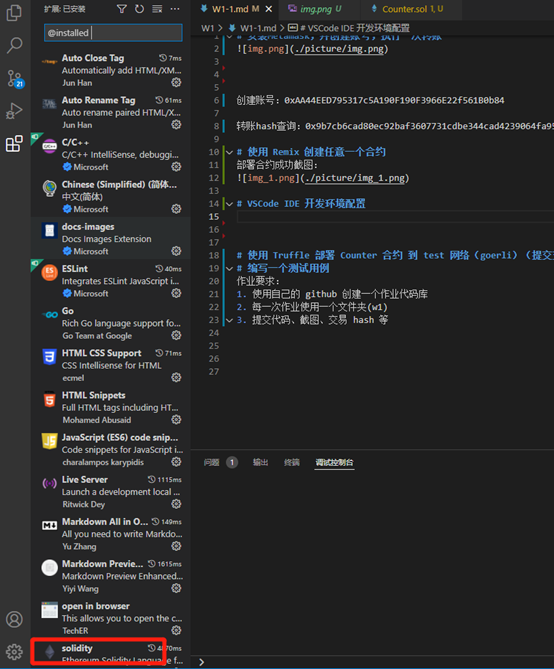 扩展: 已安装
@installed
Auto Close Tag 7ms
Automatically add HTML/XM...
Jun Han
Auto Rename Tag 61ms
Auto rename paired HTML/X...
Jun Han
C/C++
C/C++ IntelliSense, debuggi...
Microsoft
Chinese (Simplified) (简体...
中文(简体)
Microsoft
docs-images
Docs Images Extension
Microsoft
ESLint 40ms
Integrates ESLint JavaScript i...
Microsoft
Go
Rich Go language support fo...
Go Team at Google
HTML CSS Support 71ms
CSS Intellisense for HTML
ecmel
HTML Snippets
Full HTML tags including HT...
Mohamed Abusaid
JavaScript (ES6) code snip...
Code snippets for JavaScript i...
charalampos karypidis
Live Server 1115ms
Launch a development local ...
Ritwick Dey
Markdown All in O... 149ms
All you need to write Markdo...
Yu Zhang
Markdown Previe... 1615ms
Markdown Preview Enhanced...
Yiyi Wang
open in browser
This allows you to open the c...
TechER
solidity
Ethereum Solidity Language f...
21
W1-1.md M
img.png U
Counter.sol 1, U
W1 > W1-1.md > # VSCode IDE 开发环境配置
2 ![img.png](./picture/img.png)
3
4
5
6 创建账号: 0xAA44EED795317c5A190F190F3966E22f561B0b84
7
8 转账hash查询: 0x9b7cb6cad80ec92baf3607731cdbe344cad4239064fa95
9
10 # 使用 Remix 创建任意一个合约
11 部署合约成功截图:
12 ![img_1.png](./picture/img_1.png)
13
14 # VSCode IDE 开发环境配置
15
16
17
18 # 使用 Truffle 部署 Counter 合约 到 test 网络（goerli）（提交
19 # 编写一个测试用例
20 作业要求:
21 1. 使用自己的 github 创建一个作业代码库
22 2. 每一次作业使用一个文件夹(w1)
23 3. 提交代码、截图、交易 hash 等
24
25
26
27
问题 1 输出 终端 调试控制台